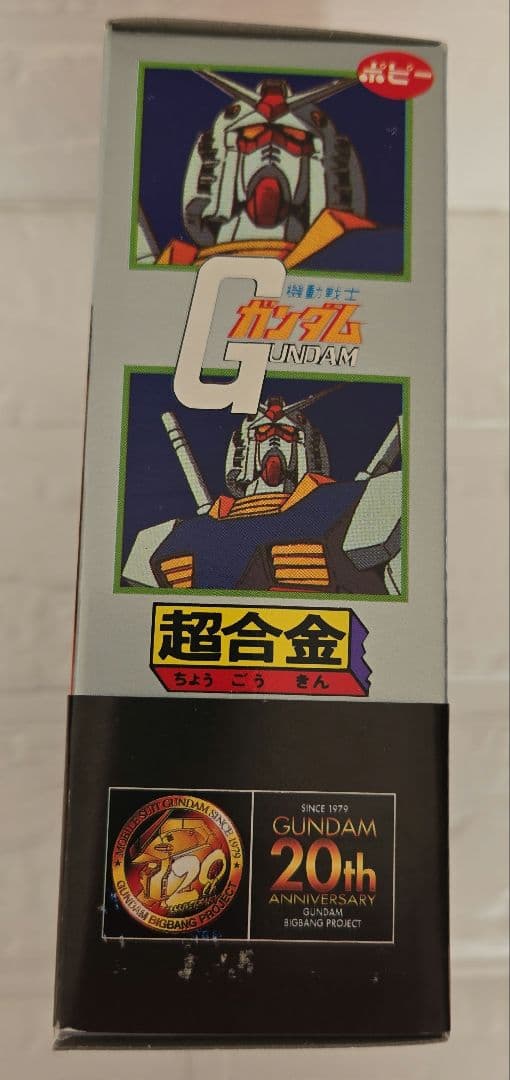 ポピー
機動戦士
ガンダム
GUNDAM
超合金
ちょう ごう きん
MOBILE SUIT GUNDAM SINCE 1979
20th
GUNDAM BIGBANG PROJECT
SINCE 1979
GUNDAM
20th
ANNIVERSARY
GUNDAM
BIGBANG PROJECT